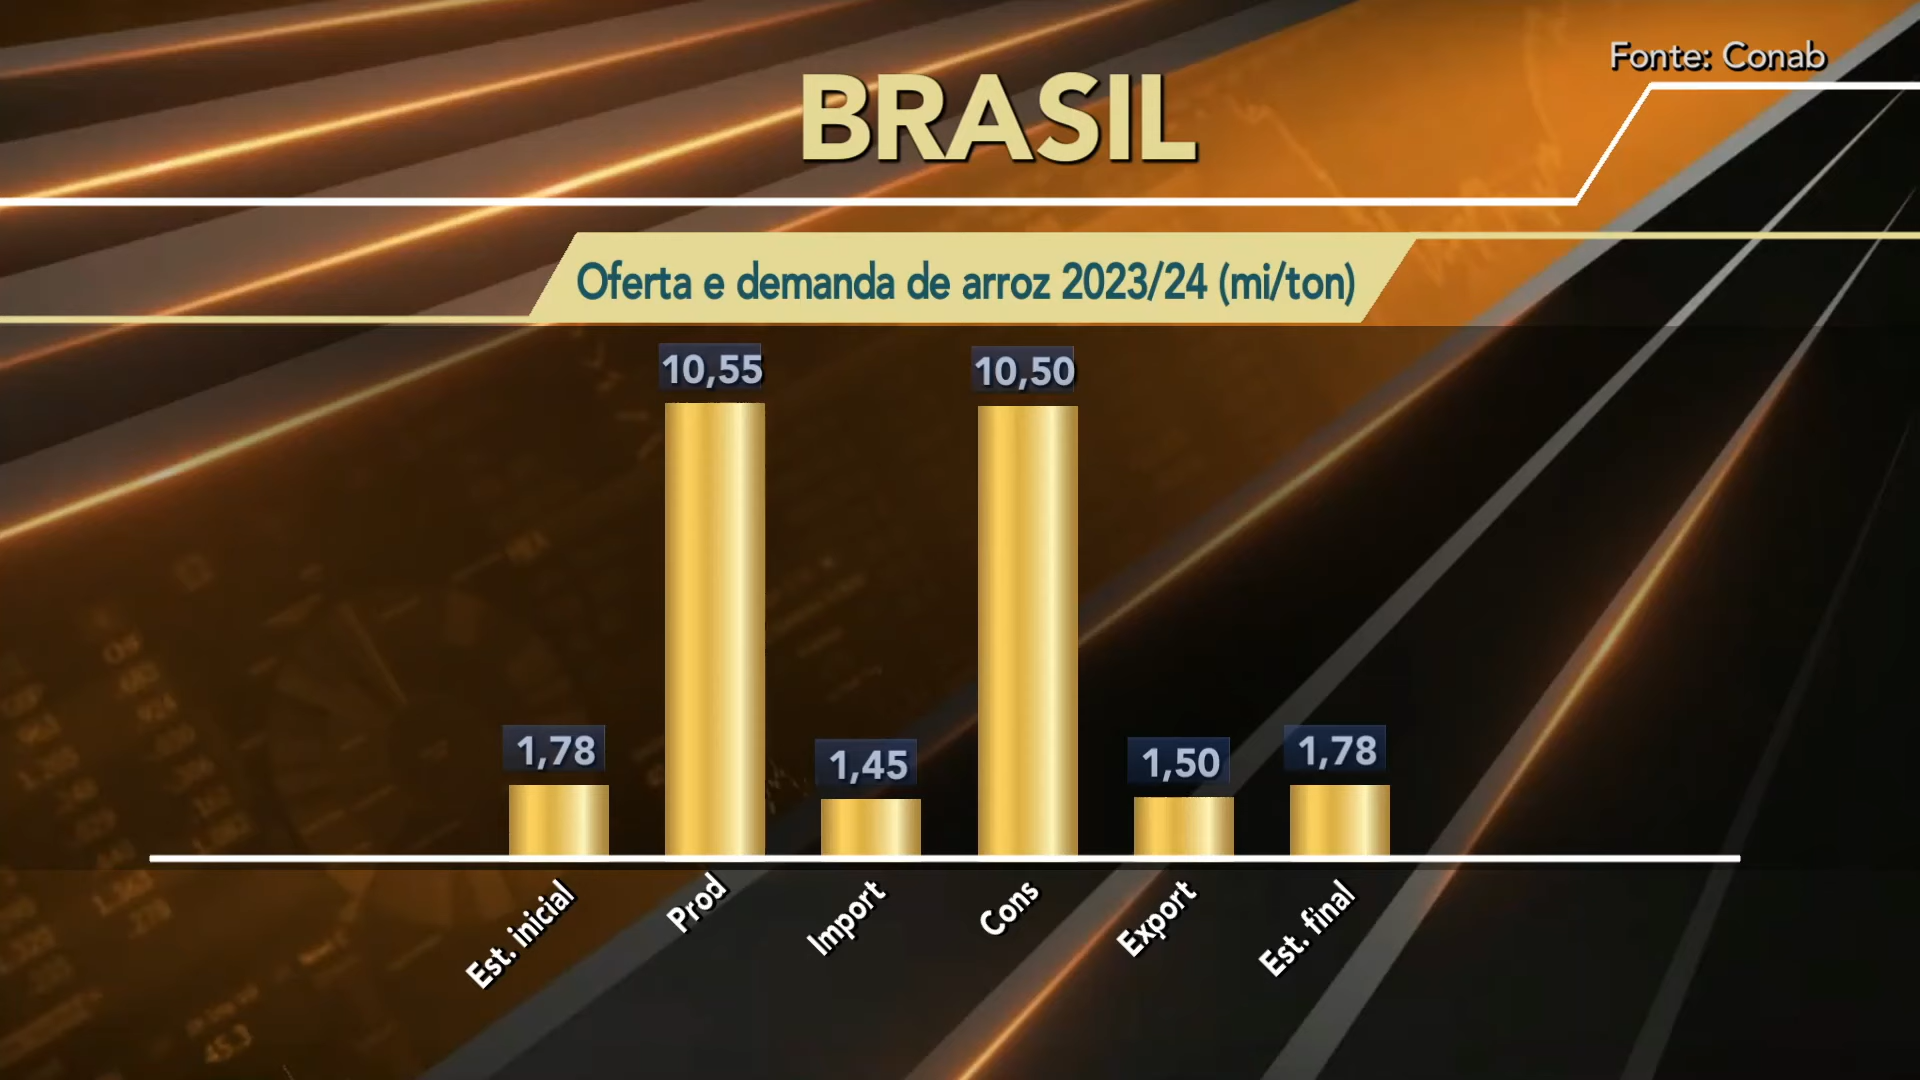 Fonte: Conab
BRASIL
Oferta e demanda de arroz 2023/24 (mi/ton)
10,55
10,50
1,78
1,45
1,50
1,78
Est. inicial
Prod
Import
Cons
Export
Est. final